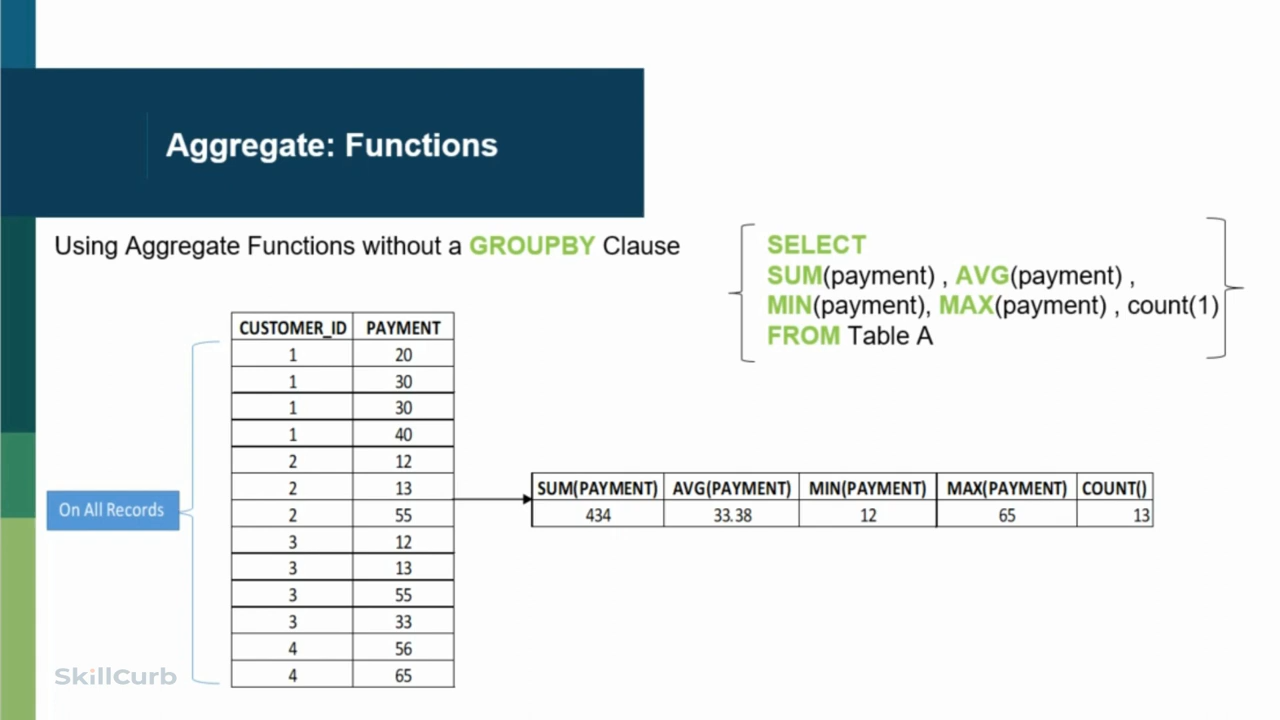 Aggregate: Functions
Using Aggregate Functions without a GROUPBY Clause
SELECT
SUM(payment) , AVG(payment) ,
MIN(payment), MAX(payment) , count(1)
FROM Table A
CUSTOMER_ID PAYMENT
1 20
1 30
1 30
1 40
2 12
2 13
2 55
3 12
3 13
3 55
3 33
4 56
4 65
On All Records
SUM(PAYMENT) AVG(PAYMENT) MIN(PAYMENT) MAX(PAYMENT) COUNT()
434 33.38 12 65 13
SkillCurb